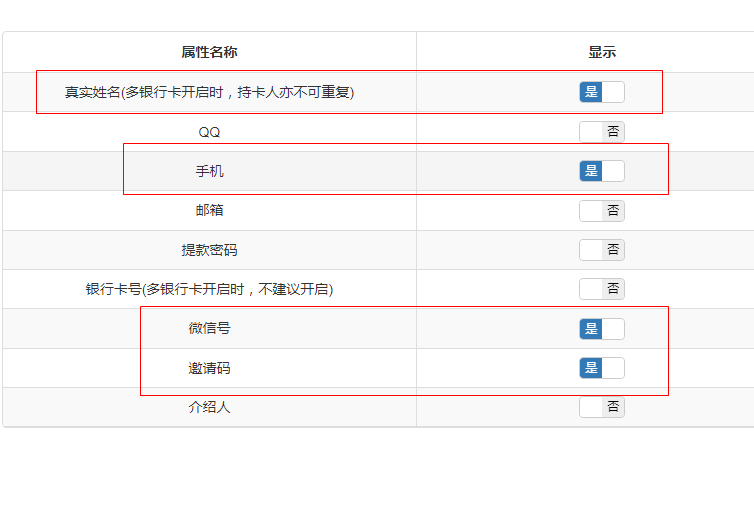 属性名称 显示
真实姓名(多银行卡开启时，持卡人亦不可重复) 是
QQ 否
手机 是
邮箱 否
提款密码 否
银行卡号(多银行卡开启时，不建议开启) 否
微信号 是
邀请码 是
介绍人 否